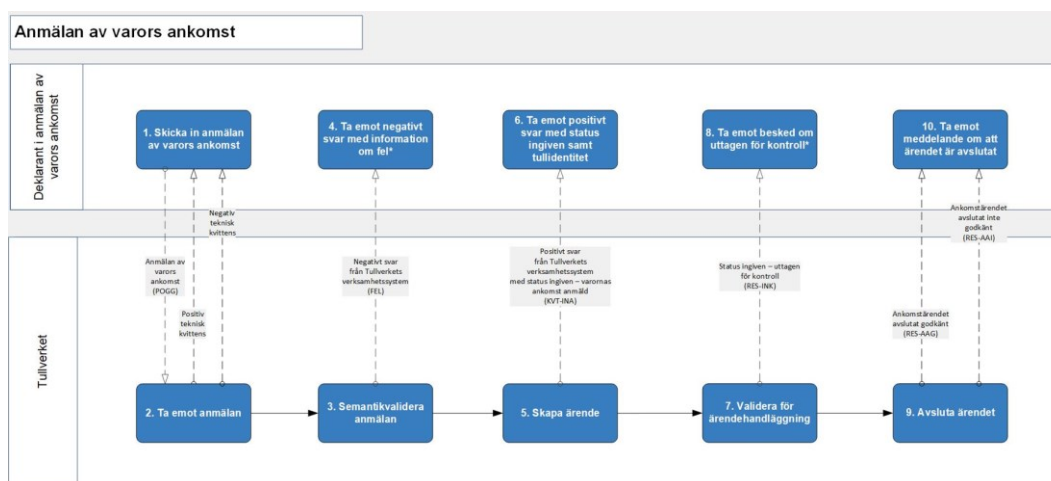 Anmälan av varors ankomst
Deklarant i anmälan av
varors ankomst
1. Skicka in anmälan
av varors ankomst
4. Ta emot negativt
svar med information
om fel*
6. Ta emot positivt
svar med status
ingiven samt
tullidentitet
8. Ta emot besked om
uttagen för kontroll*
10. Ta emot
meddelande om att
ärendet är avslutat
Negativ
teknisk
kvittens
Ankomstärendet
avslutat inte
godkänt
(RES-AAI)
Anmälan av
varors
ankomst
(POGG)
Negativt svar
från Tullverkets
verksamhetssystem
(FEL)
Positivt svar
från Tullverkets
verksamhetssystem
med status ingiven – varornas
ankomst anmäld
(KVT-INA)
Status ingiven – uttagen
för kontroll
(RES-INK)
Positiv
teknisk
kvittens
Ankomstärendet
avslutat godkänt
(RES-AAG)
Tullverket
2. Ta emot anmälan
3. Semantikvalidera
anmälan
5. Skapa ärende
7. Validera för
ärendehandläggning
9. Avsluta ärendet